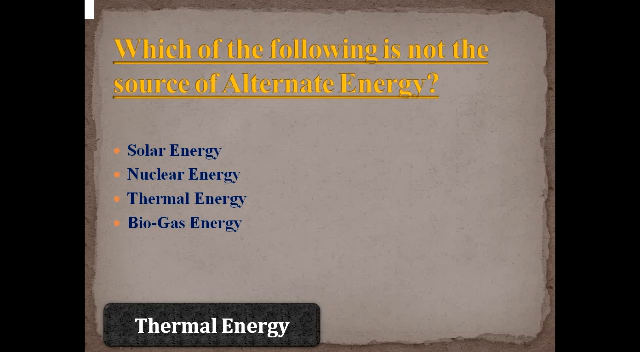 Which of the following is not the
source of Alternate Energy?
Solar Energy
Nuclear Energy
Thermal Energy
Bio-Gas Energy
Thermal Energy